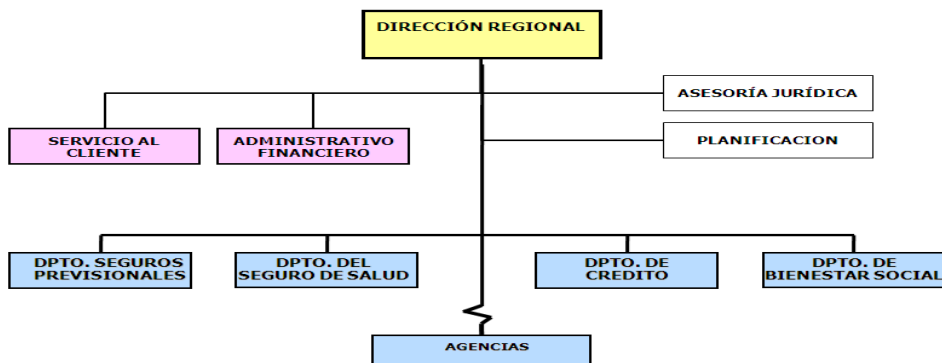 DIRECCIÓN REGIONAL
ASESORÍA JURÍDICA
SERVICIO AL
CLIENTE
ADMINISTRATIVO
FINANCIERO
PLANIFICACION
DPTO. SEGUROS
PREVISIONALES
DPTO. DEL
SEGURO DE SALUD
DPTO. DE
CREDITO
DPTO. DE
BIENESTAR SOCIAL
AGENCIAS